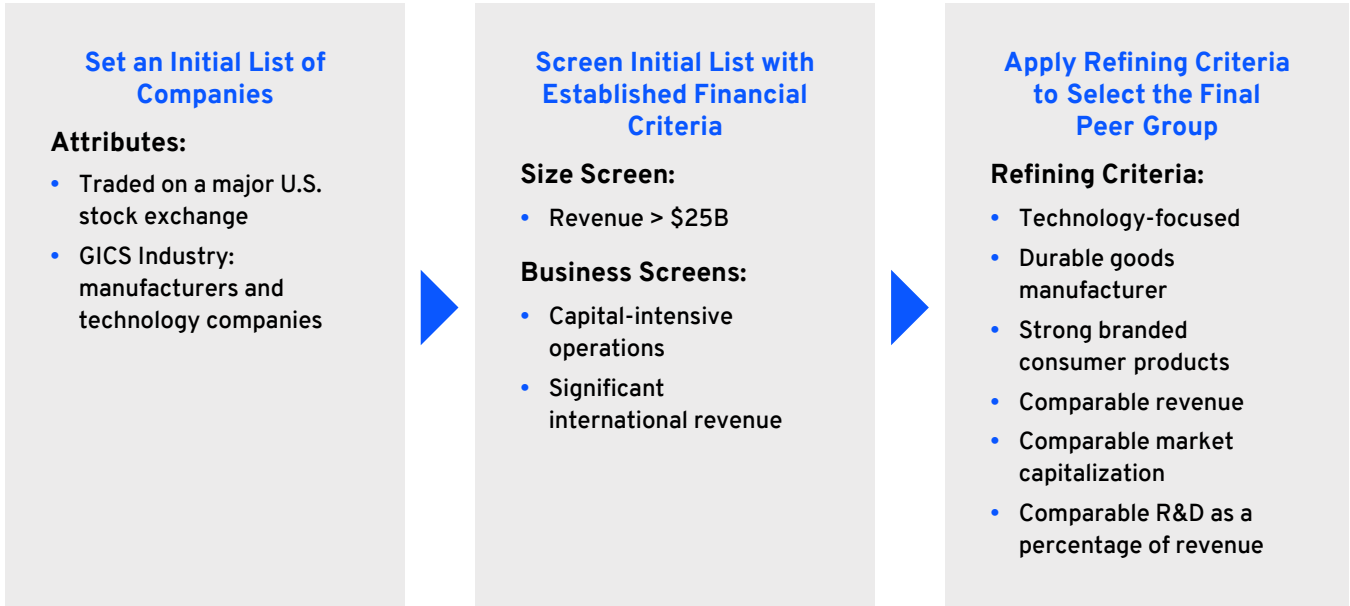 Set an Initial List of
Companies
Attributes:
• Traded on a major U.S.
stock exchange
• GICS Industry:
manufacturers and
technology companies
Screen Initial List with
Established Financial
Criteria
Size Screen:
• Revenue > $25B
Business Screens:
• Capital-intensive
operations
• Significant
international revenue
Apply Refining Criteria
to Select the Final
Peer Group
Refining Criteria:
• Technology-focused
• Durable goods
manufacturer
• Strong branded
consumer products
• Comparable revenue
• Comparable market
capitalization
• Comparable R&D as a
percentage of revenue